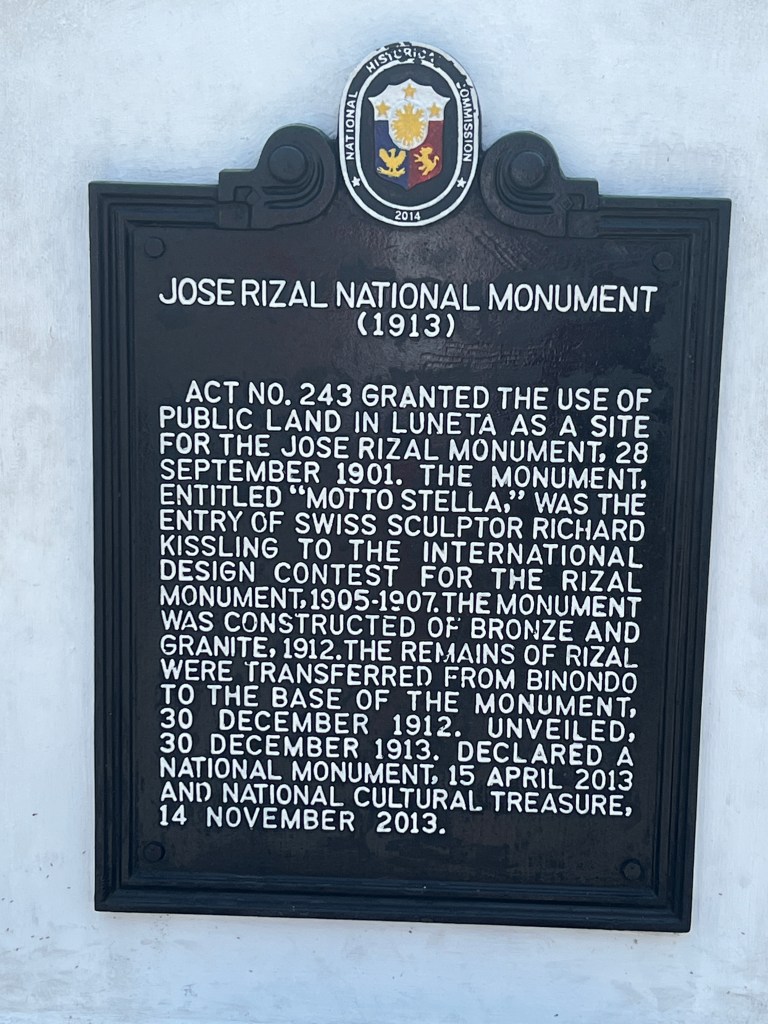 NATIONAL HISTORICAL COMMISSION
2014
JOSE RIZAL NATIONAL MONUMENT
(1913)
ACT NO. 243 GRANTED THE USE OF
PUBLIC LAND IN LUNETA AS A SITE
FOR THE JOSE RIZAL MONUMENT, 28
SEPTEMBER 1901. THE MONUMENT,
ENTITLED “MOTTO STELLA,” WAS THE
ENTRY OF SWISS SCULPTOR RICHARD
KISSLING TO THE INTERNATIONAL
DESIGN CONTEST FOR THE RIZAL
MONUMENT, 1905-1907. THE MONUMENT
WAS CONSTRUCTED OF BRONZE AND
GRANITE, 1912. THE REMAINS OF RIZAL
WERE TRANSFERRED FROM BINONDO
TO THE BASE OF THE MONUMENT,
30 DECEMBER 1912. UNVEILED,
30 DECEMBER 1913. DECLARED A
NATIONAL MONUMENT, 15 APRIL 2013
AND NATIONAL CULTURAL TREASURE,
14 NOVEMBER 2013.